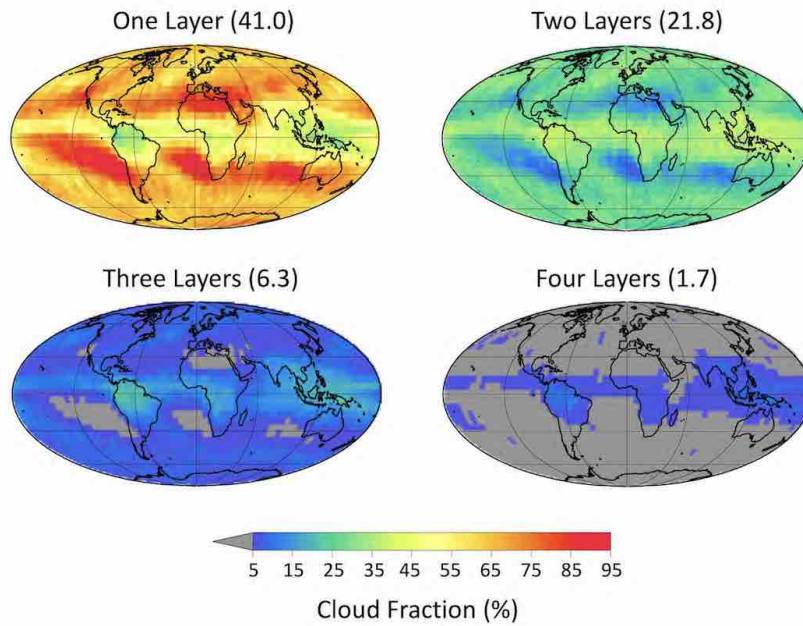 One Layer (41.0)
Two Layers (21.8)
Three Layers (6.3)
Four Layers (1.7)
5 15 25 35 45 55 65 75 85 95
Cloud Fraction (%)